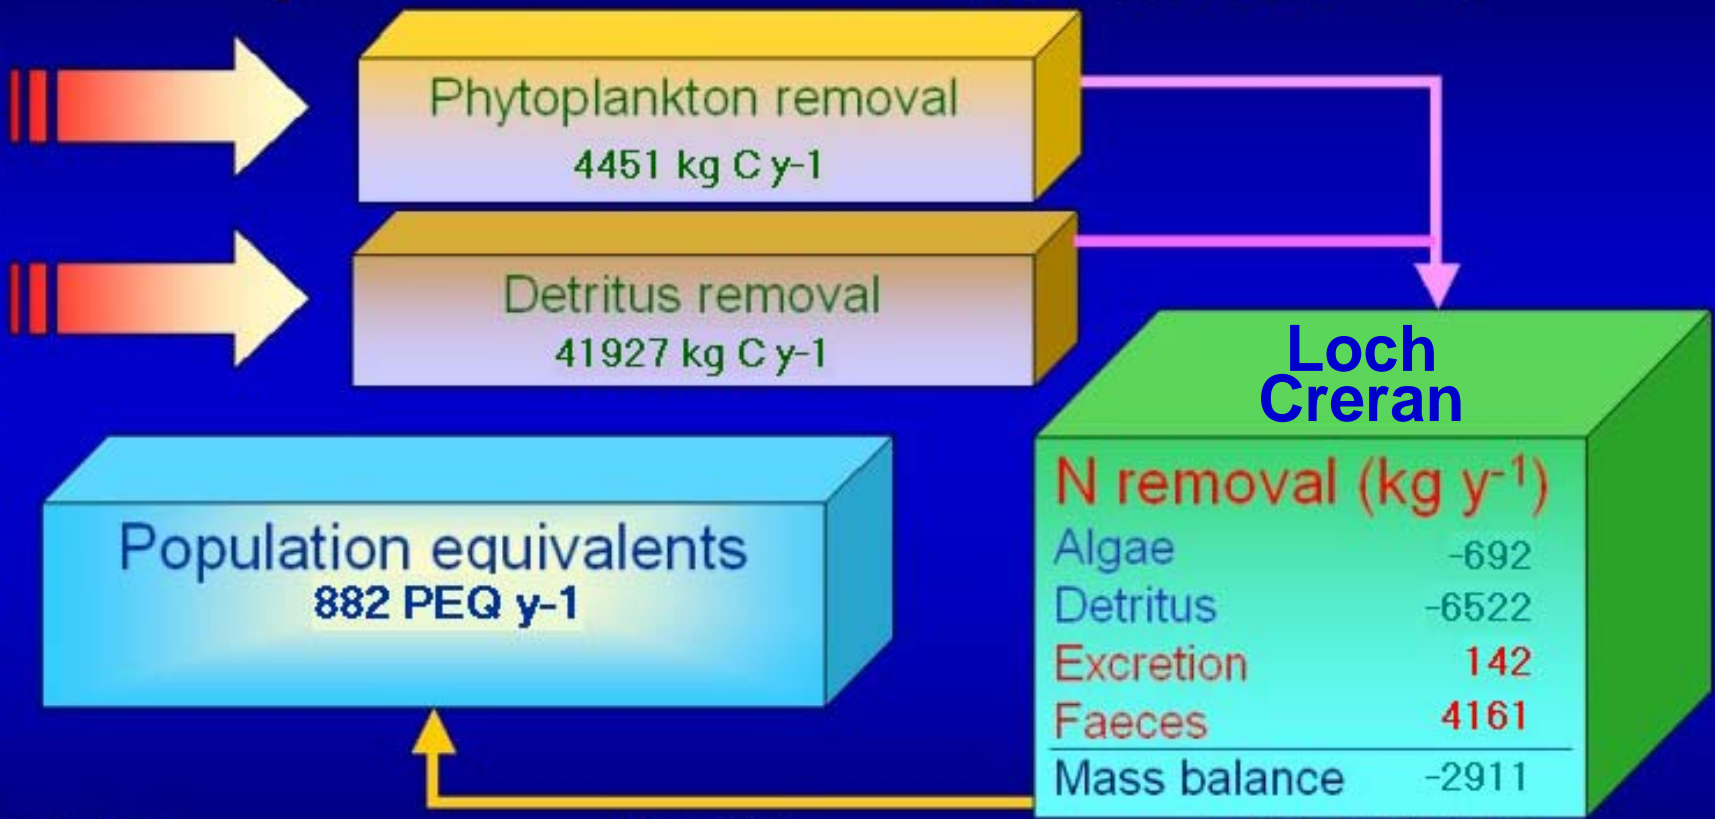 Phytoplankton removal
4451 kg C y-1
Detritus removal
41927 kg C y-1
Loch
Creran
N removal (kg y⁻¹)
Algae -692
Detritus -6522
Excretion 142
Faeces 4161
Mass balance -2911
Population equivalents
882 PEQ y-1